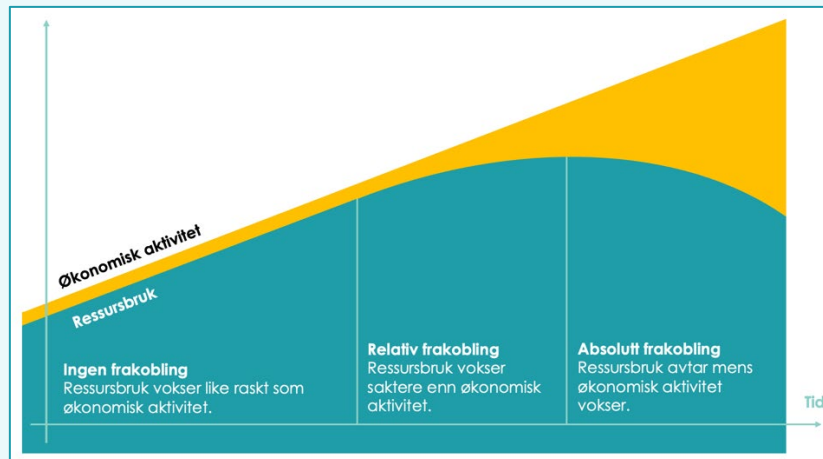 Økonomisk aktivitet
Ressursbruk
Ingen frakobling
Ressursbruk vokser like raskt som
økonomisk aktivitet.
Relativ frakobling
Ressursbruk vokser
saktere enn økonomisk
aktivitet.
Absolutt frakobling
Ressursbruk avtar mens
økonomisk aktivitet
vokser.
Tid